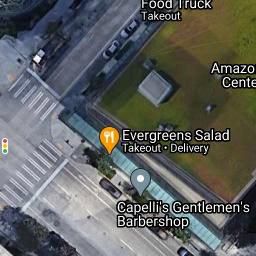 Food Truck
Takeout
Amazo
Cente
Evergreens Salad
Takeout • Delivery
Capelli's Gentlemen's
Barbershop